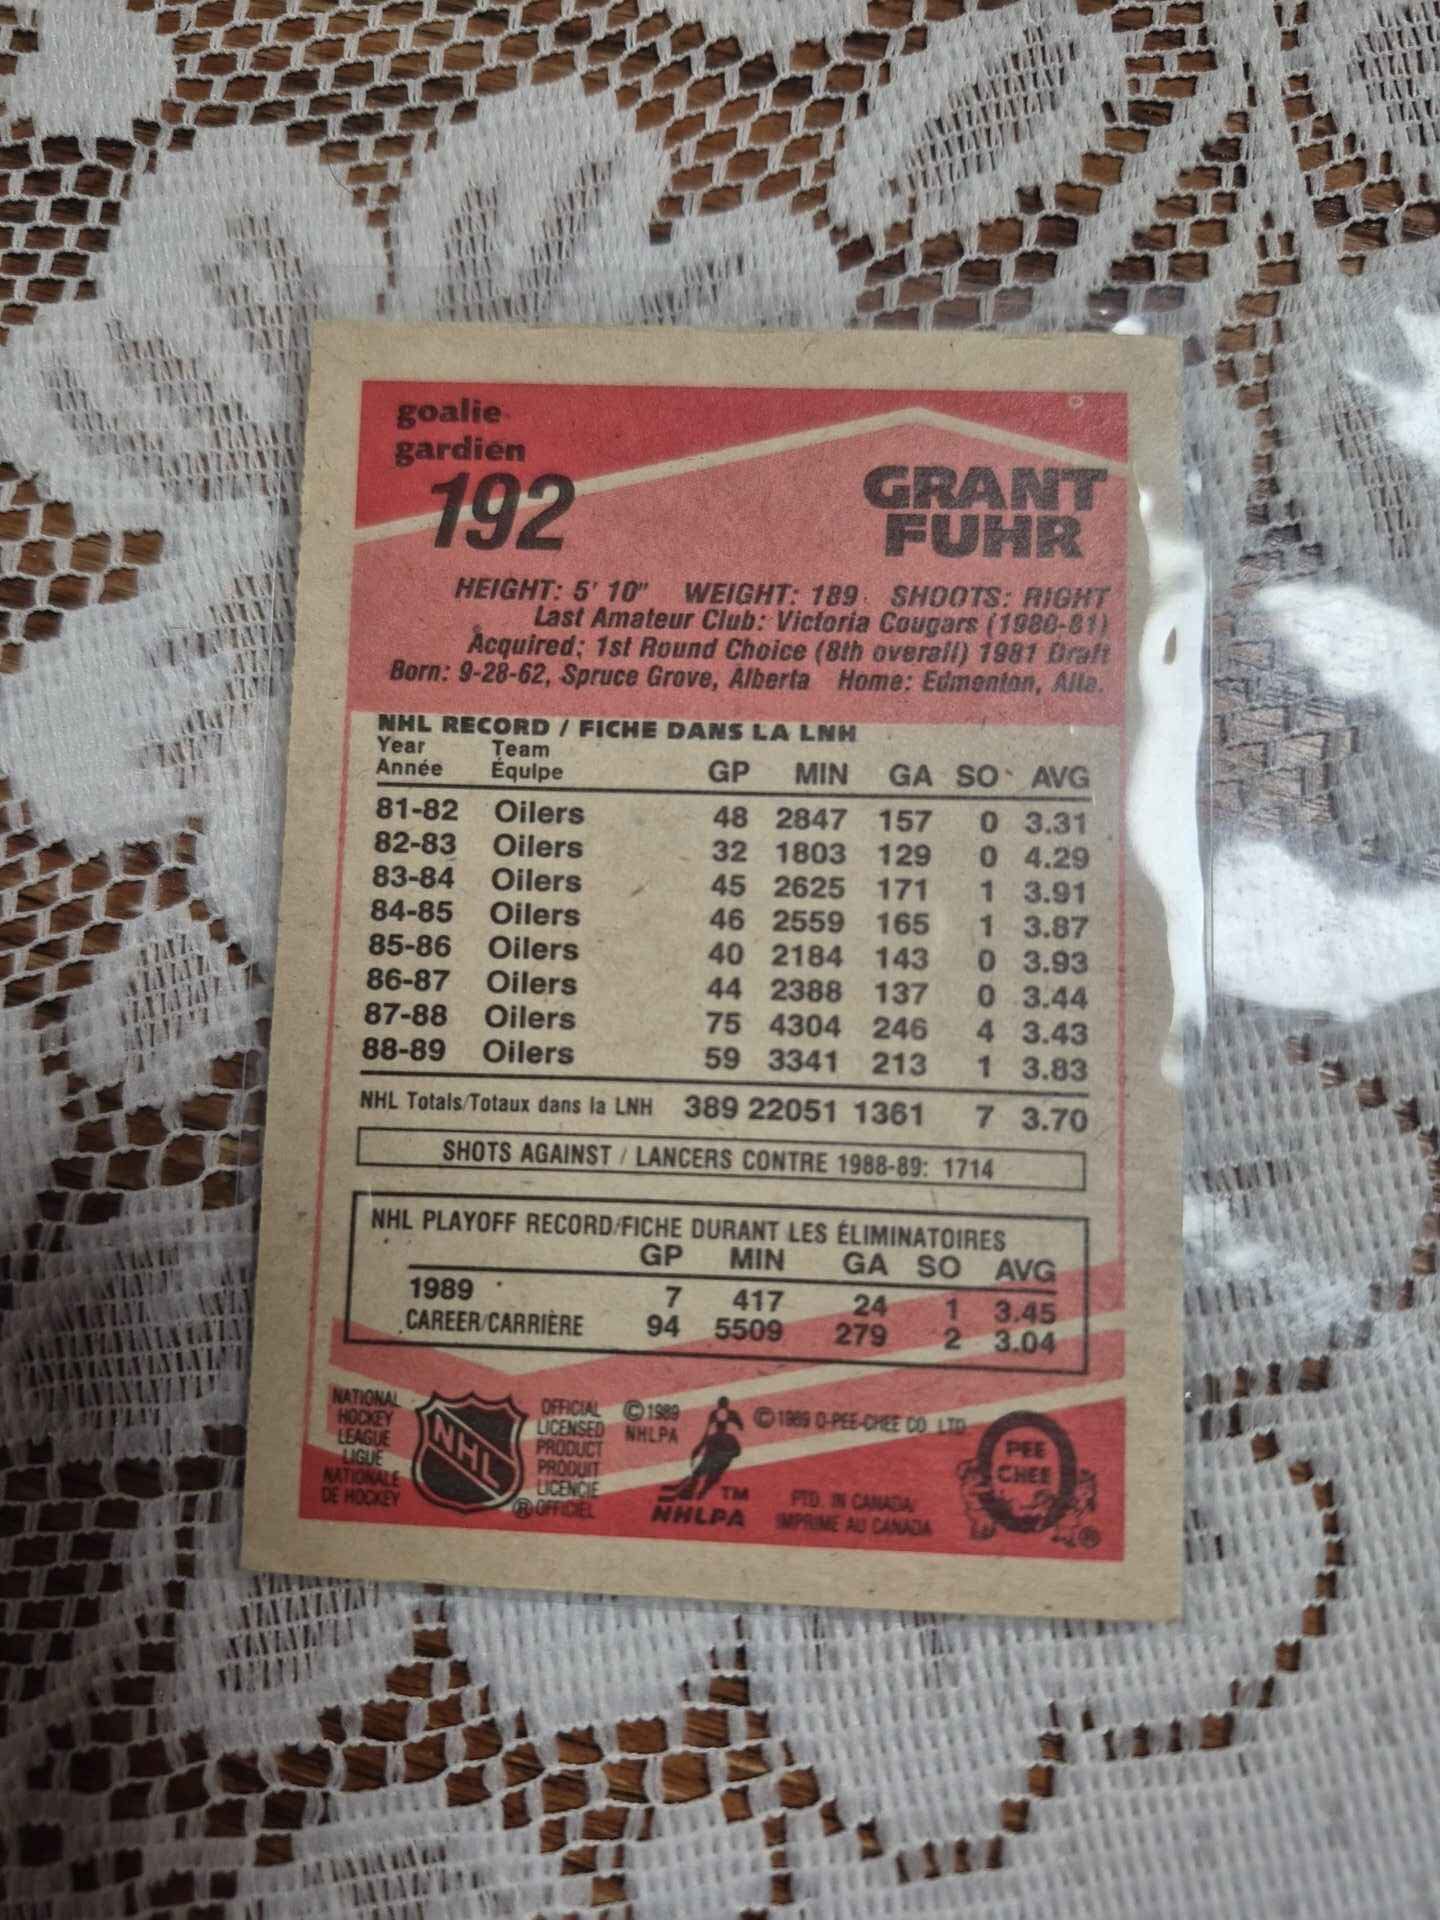 goalie
gardien
192
GRANT
FUHR
HEIGHT: 5' 10" WEIGHT: 189 SHOOTS: RIGHT
Last Amateur Club: Victoria Cougars (1980-81)
Acquired: 1st Round Choice (8th overall) 1981 Draft
Born: 9-28-62, Spruce Grove, Alberta Home: Edmonton, Alta.
NHL RECORD / FICHE DANS LA LNH
Year Team
Année Équipe GP MIN GA SO AVG
81-82 Oilers 48 2847 157 0 3.31
82-83 Oilers 32 1803 129 0 4.29
83-84 Oilers 45 2625 171 1 3.91
84-85 Oilers 46 2559 165 1 3.87
85-86 Oilers 40 2184 143 0 3.93
86-87 Oilers 44 2388 137 0 3.44
87-88 Oilers 75 4304 246 4 3.43
88-89 Oilers 59 3341 213 1 3.83
NHL Totals/Totaux dans la LNH 389 22051 1361 7 3.70
SHOTS AGAINST / LANCERS CONTRE 1988-89: 1714
NHL PLAYOFF RECORD/FICHE DURANT LES ÉLIMINATOIRES
GP MIN GA SO AVG
1989 7 417 24 1 3.45
CAREER/CARRIÈRE 94 5509 279 2 3.04
NATIONAL
HOCKEY
LEAGUE
LIGUE
NATIONALE
DE HOCKEY
NHL
OFFICIAL
LICENSED
PRODUCT
PRODUIT
LICENCIE
® OFFICIEL
©1989
NHLPA
TM
NHLPA
©1989 O-PEE-CHEE CO. LTD.
PTD. IN CANADA/
IMPRIME AU CANADA
PEE
CHEE
®